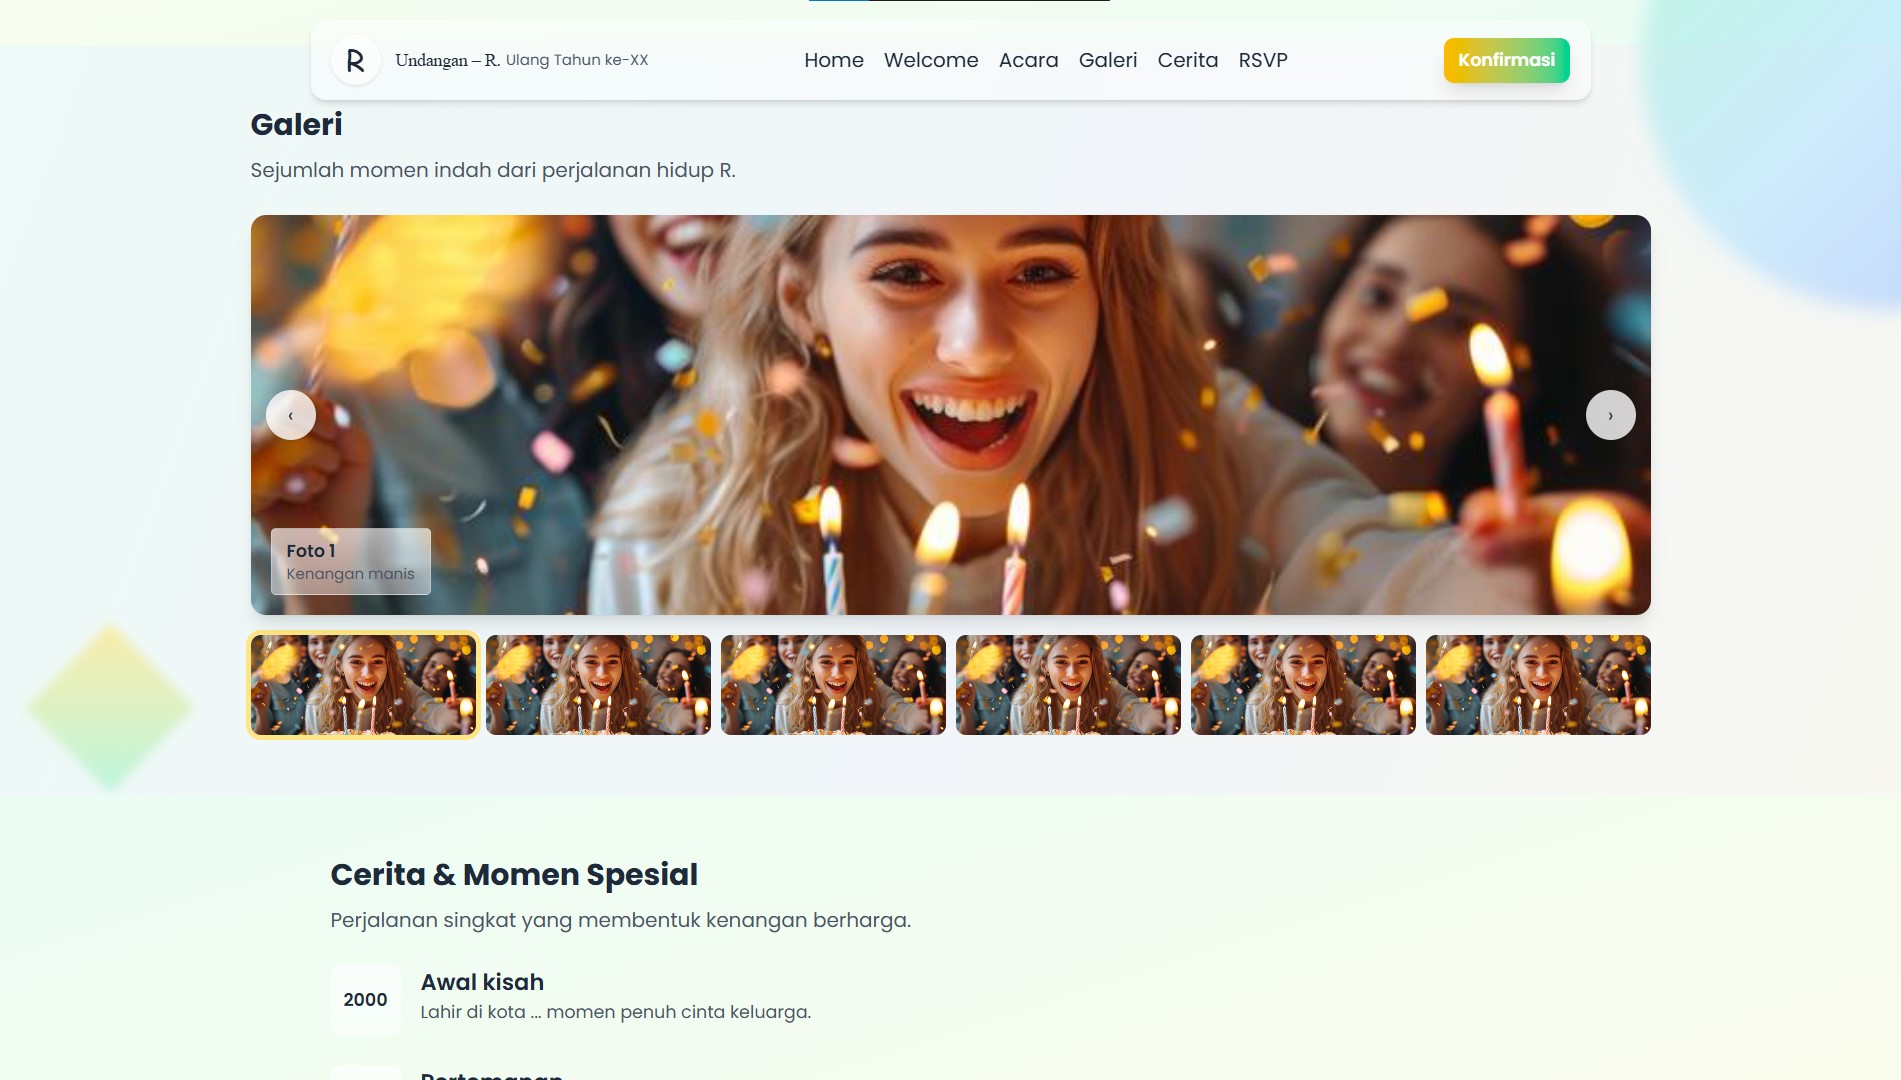 R
Undangan – R. Ulang Tahun ke-XX
Home Welcome Acara Galeri Cerita RSVP
Konfirmasi
Galeri
Sejumlah momen indah dari perjalanan hidup R.
‹
›
Foto 1
Kenangan manis
Cerita & Momen Spesial
Perjalanan singkat yang membentuk kenangan berharga.
2000
Awal kisah
Lahir di kota ... momen penuh cinta keluarga.